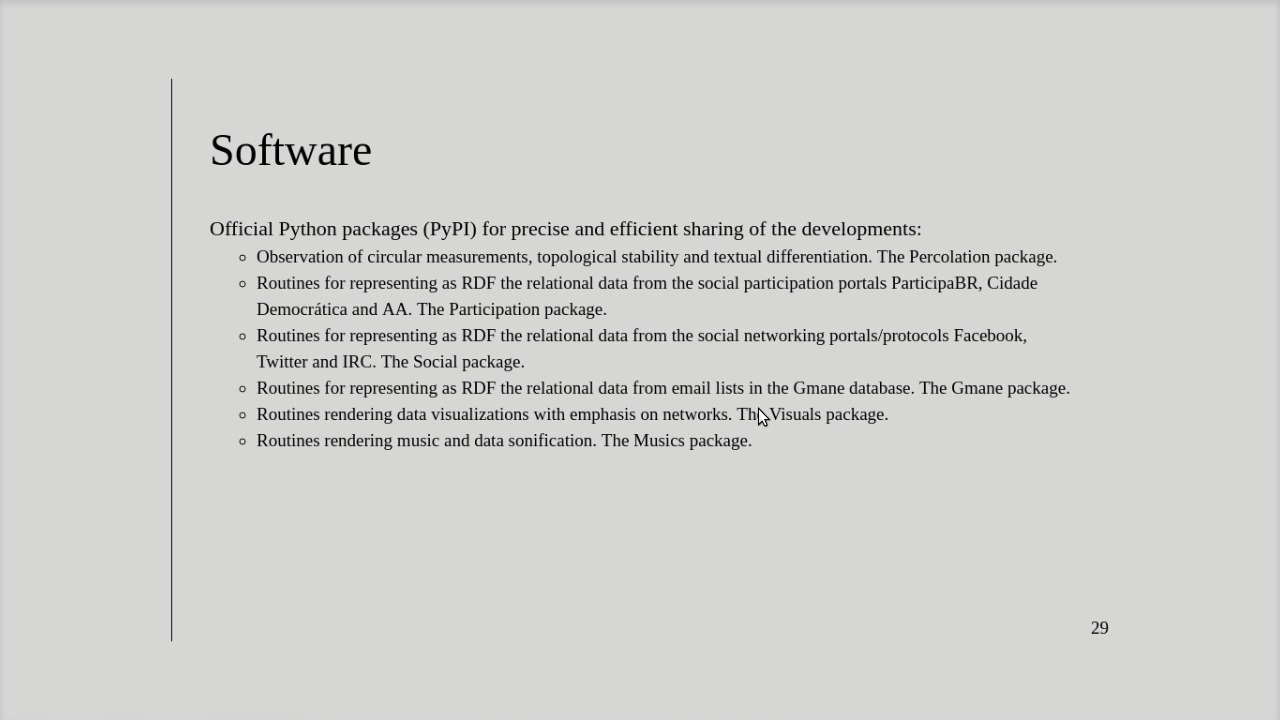 Software
Official Python packages (PyPI) for precise and efficient sharing of the developments:
Observation of circular measurements, topological stability and textual differentiation. The Percolation package.
Routines for representing as RDF the relational data from the social participation portals ParticipaBR, Cidade
Democrática and AA. The Participation package.
Routines for representing as RDF the relational data from the social networking portals/protocols Facebook,
Twitter and IRC. The Social package.
Routines for representing as RDF the relational data from email lists in the Gmane database. The Gmane package.
Routines rendering data visualizations with emphasis on networks. The Visuals package.
Routines rendering music and data sonification. The Musics package.
29